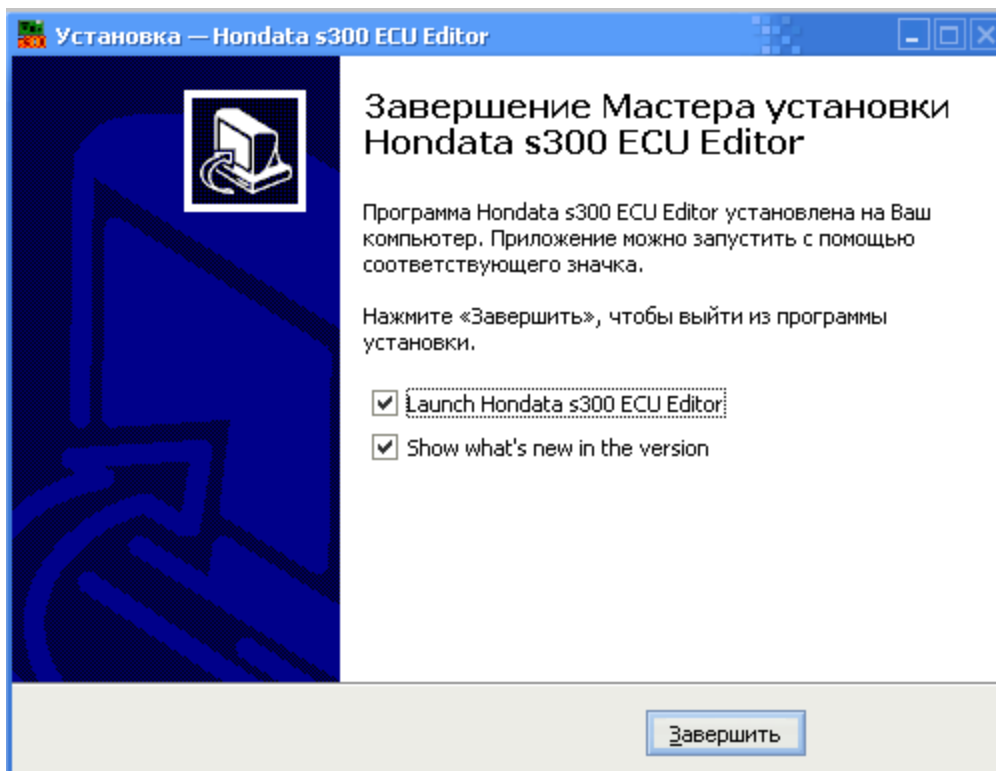 Установка — Hondata s300 ECU Editor
Завершение Мастера установки
Hondata s300 ECU Editor
Программа Hondata s300 ECU Editor установлена на Ваш
компьютер. Приложение можно запустить с помощью
соответствующего значка.
Нажмите «Завершить», чтобы выйти из программы
установки.
Launch Hondata s300 ECU Editor
Show what's new in the version
Завершить